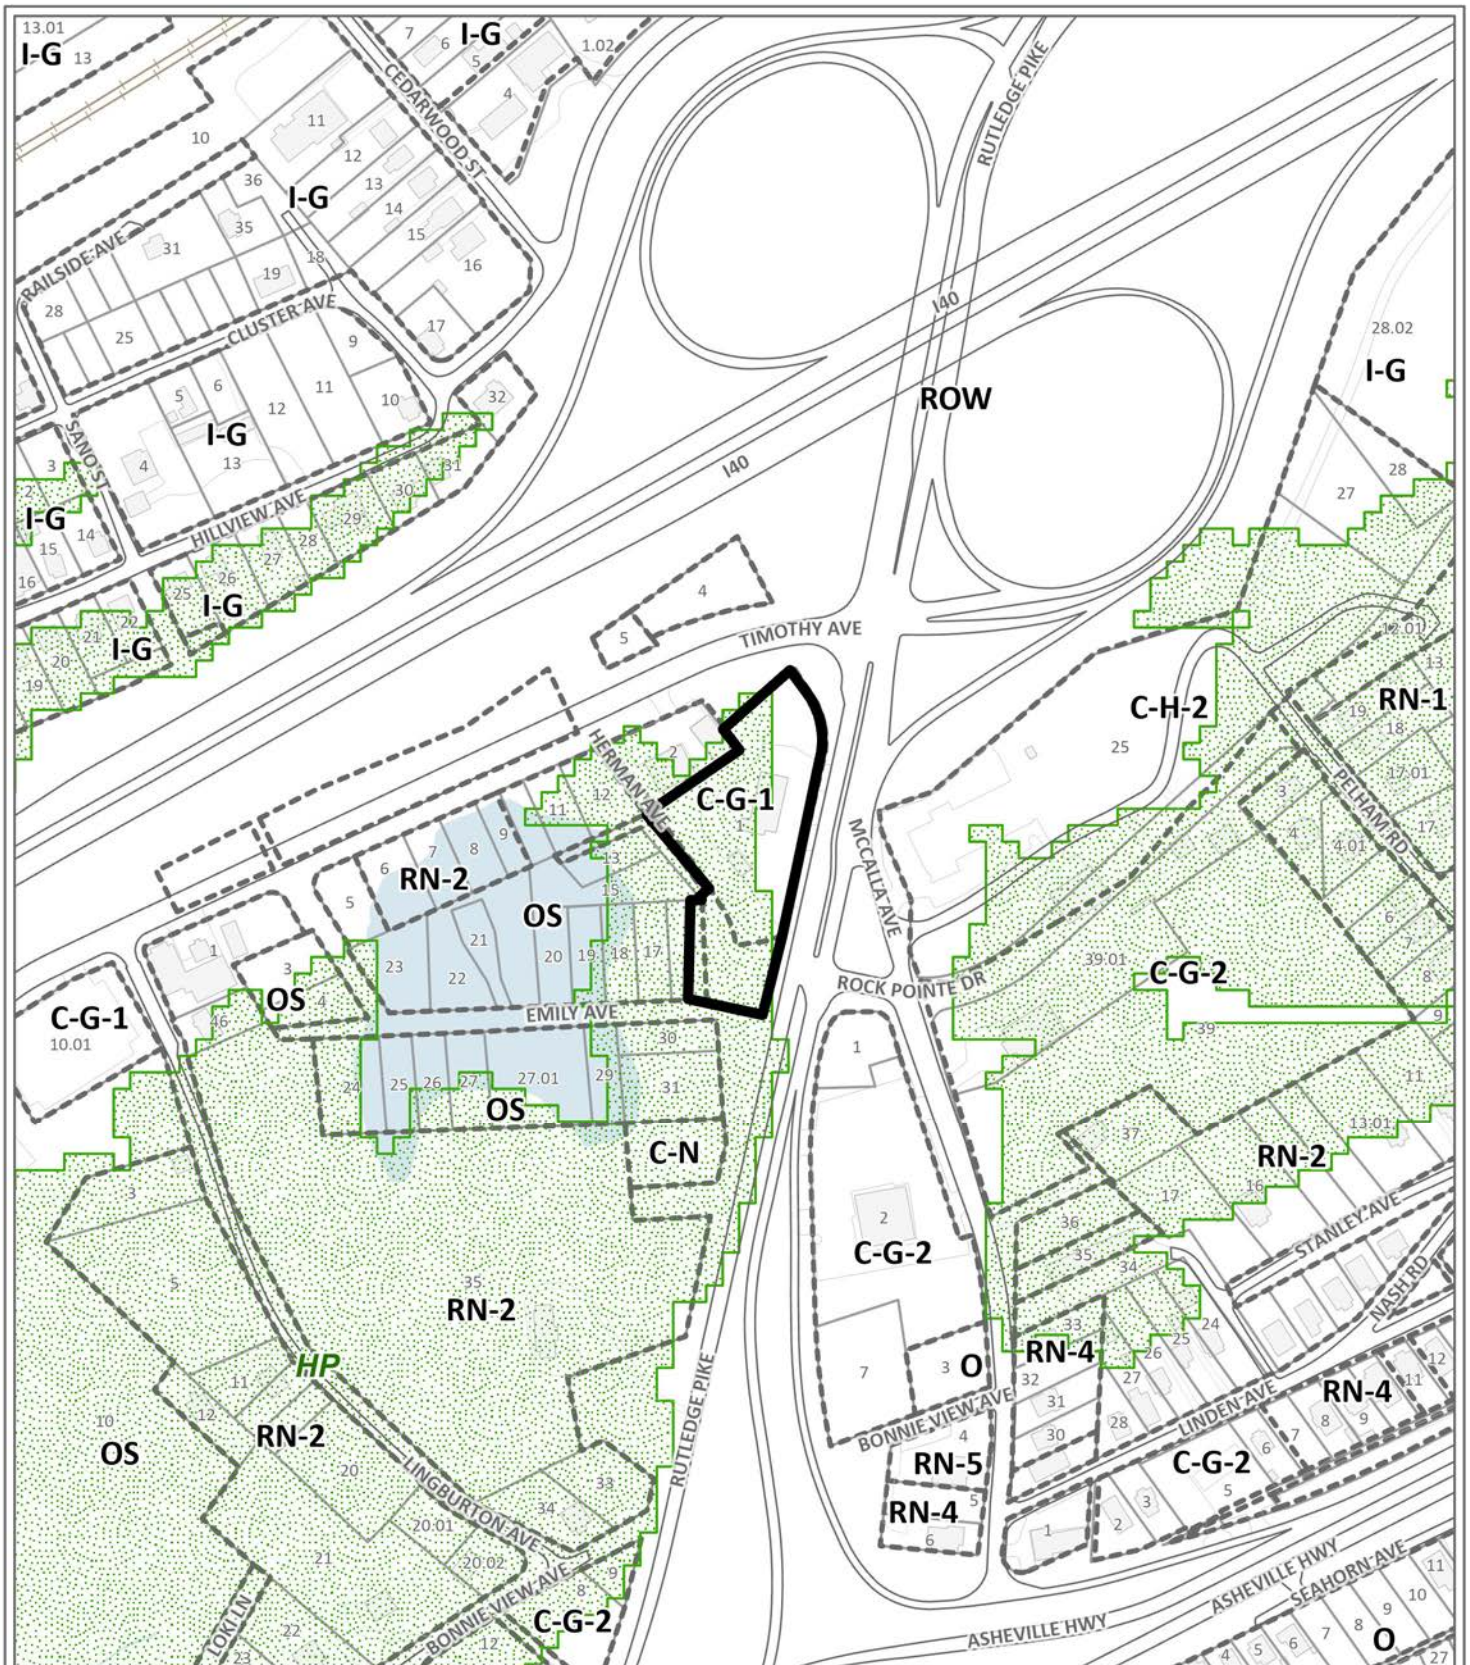 13.01
I-G
13
7
6
I-G
5
1.02
4
CEDARWOOD ST
RUTLEDGE PIKE
10
11
12
36
I-G
13
14
35
15
RAILSIDE AVE
31
18
16
19
28
CLUSTER AVE
I40
17
25
9
28.02
6
11
I-G
5
10
32
ROW
12
SANO ST
I-G
3
4
13
31
I40
28
2
30
27
I-G
HILLVIEW AVE
29
14
28
15
27
16
26
25
I-G
4
22
21
I-G
5
TIMOTHY AVE
12.01
20
13
19
RN-1
C-H-2
19
18
HERMAN AVE
2
25
17.01
12
C-G-1
3
PELHAM RD
11
1
17
9
4
7
8
MCCALLA AVE
4.01
6
13
RN-2
15
5
OS
6
21
7
1
20
19
18
17
39.01
3
23
22
C-G-2
8
OS
4
ROCK POINTE DR
C-G-1
EMILY AVE
9
46
39
10.01
30
1
24
25
26
27
27.01
29
31
11
OS
13.01
37
C-N
RN-2
3
17
16
2
36
STANLEY AVE
C-G-2
35
5
34
35
RN-2
NASH RD
33
24
25
HP
RN-4
26
12
3
O
7
32
27
11
11
RN-4
31
12
BONNIE VIEW AVE
28
LINDEN AVE
8
9
10
RN-2
RUTLEDGE PIKE
4
30
7
OS
6
RN-5
C-G-2
20
LINGBURTON AVE
33
5
5
34
RN-4
3
20.01
2
1
6
21
20.02
9
8
BONNIE VIEW AVE
ASHEVILLE HWY
SEAHORN AVE
11
10
C-G-2
9
LOKI LN
22
8
ASHEVILLE HWY
7
12
6
O
5
23
4
27